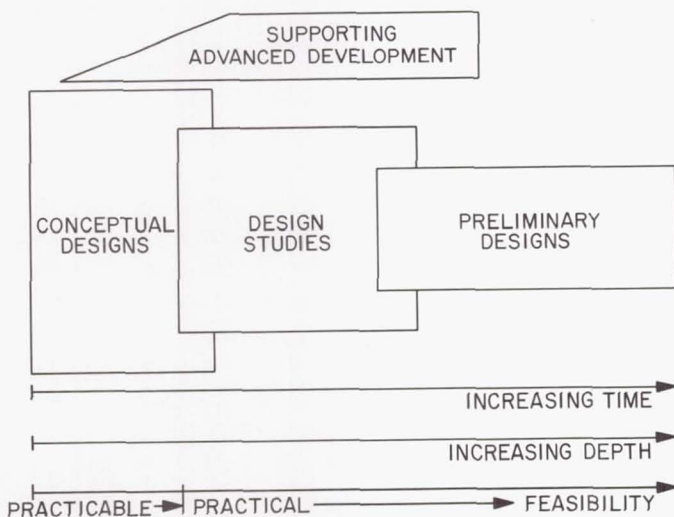 SUPPORTING
ADVANCED DEVELOPMENT
CONCEPTUAL
DESIGNS
DESIGN
STUDIES
PRELIMINARY
DESIGNS
INCREASING TIME
INCREASING DEPTH
PRACTICABLE PRACTICAL FEASIBILITY